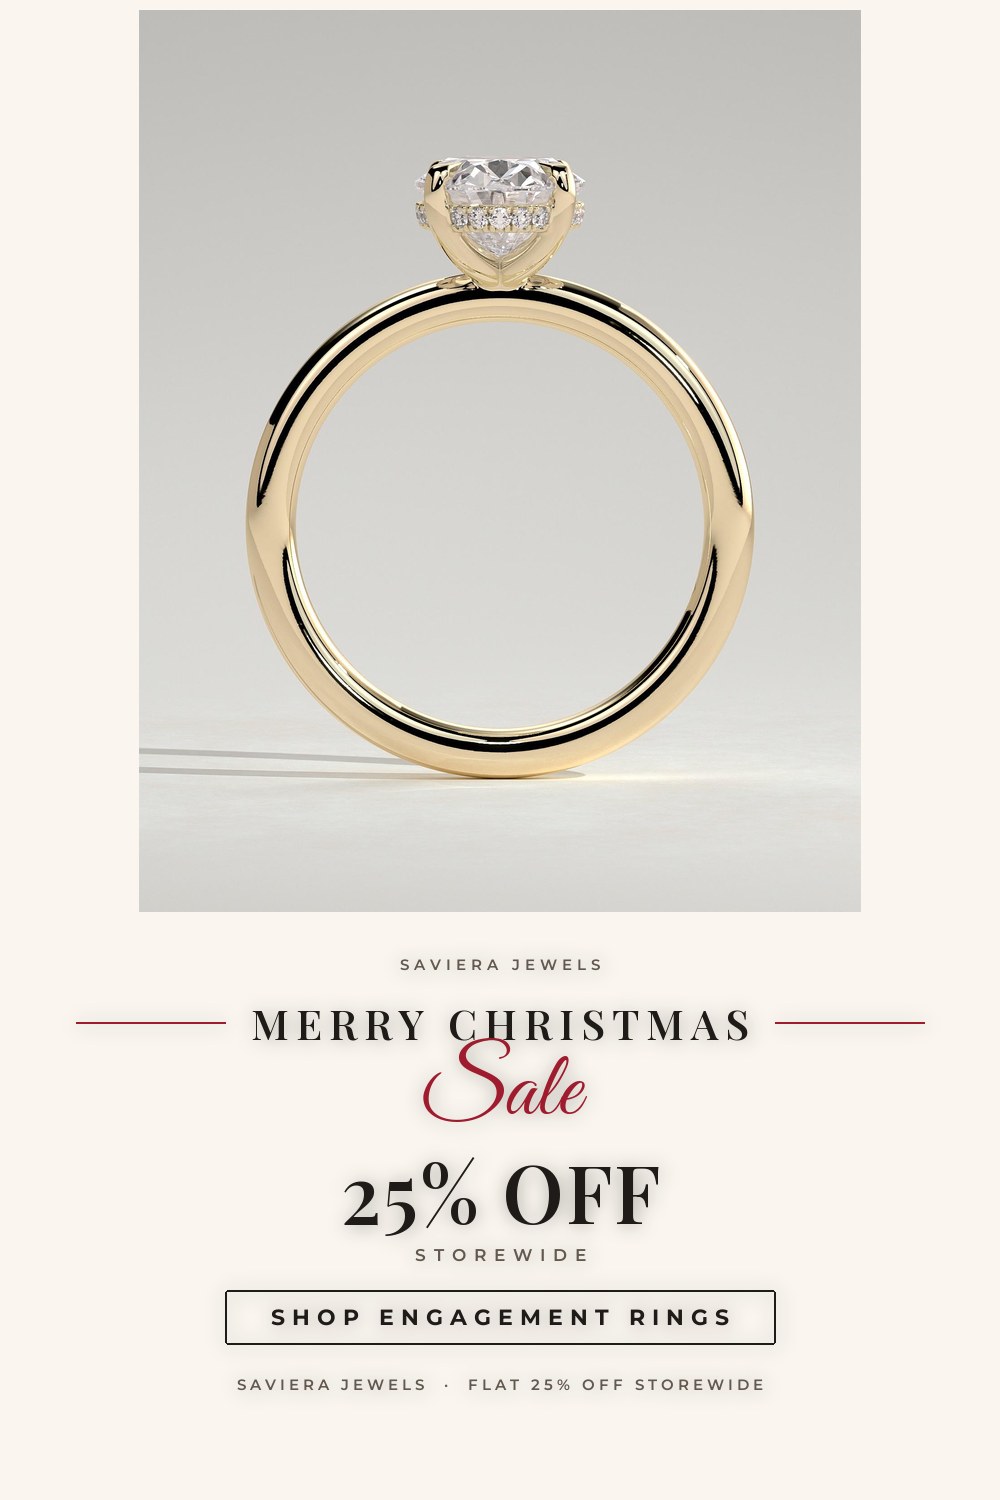 SAVIERA JEWELS
MERRY CHRISTMAS
Sale
25% OFF
STOREWIDE
SHOP ENGAGEMENT RINGS
SAVIERA JEWELS · FLAT 25% OFF STOREWIDE